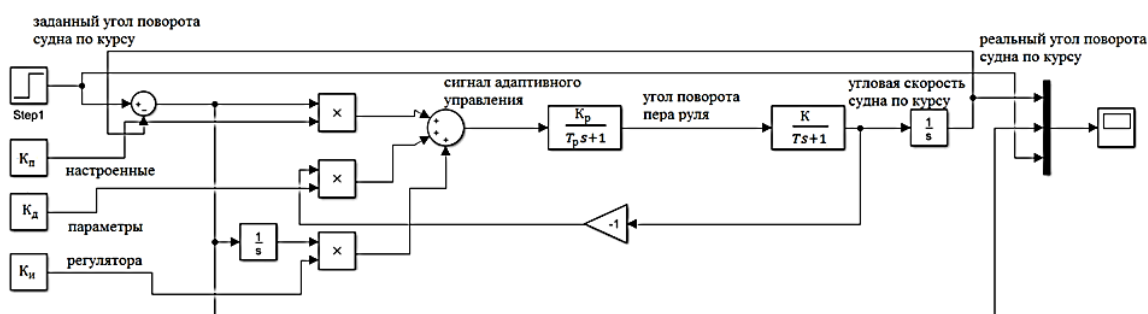 заданный угол поворота
судна по курсу
реальный угол поворота
судна по курсу
сигнал адаптивного
управления
угол поворота
пера руля
угловая скорость
судна по курсу
Step1
+
−
×
+
+
+
Kр
Tрs+1
K
Ts+1
1
s
Kп
настроенные
×
Kд
параметры
-1
1
s
×
Kи
регулятора